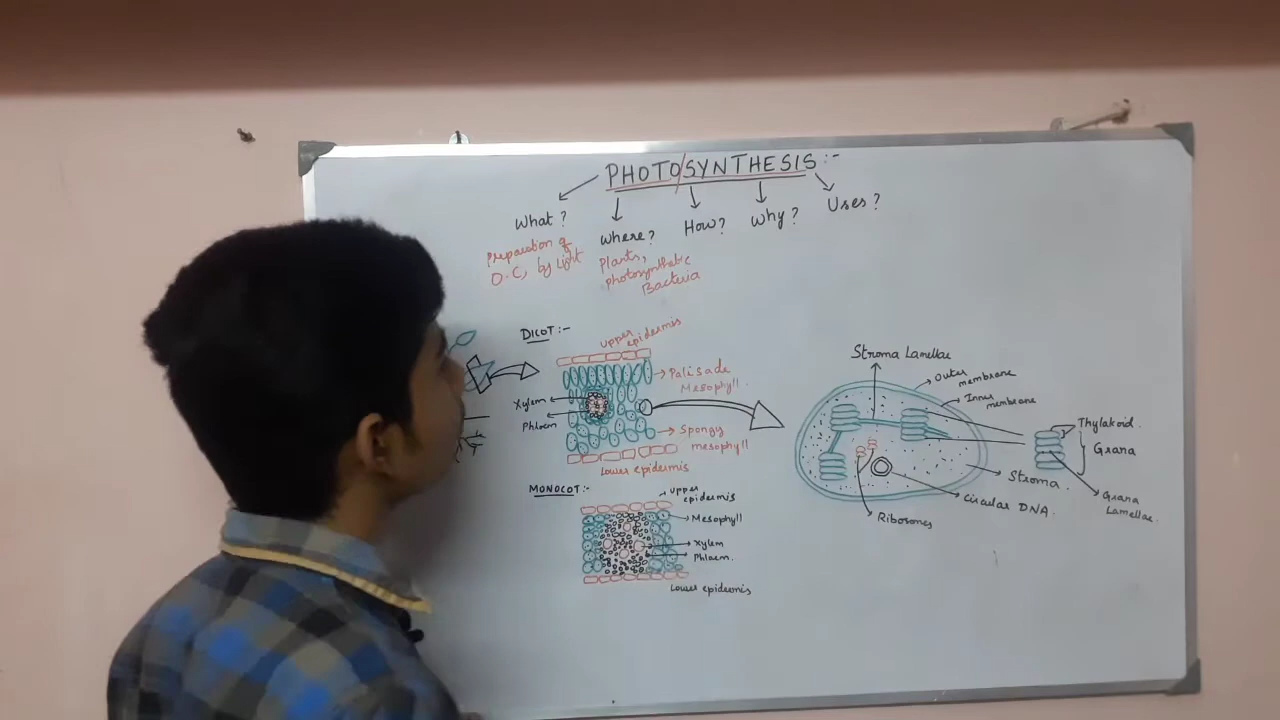 PHOTOSYNTHESIS :-
What?
Where?
How?
Why?
Uses?
Preparation of
O.C, by Light
Plants,
photosynthetic
Bacteria
DICOT :-
Upper
epidermis
Palisade
Mesophyll
Xylem
Phloem
Spongy
mesophyll
Lower epidermis
MONOCOT :-
Upper
epidermis
Mesophyll
Xylem
Phloem
Lower epidermis
Stroma Lamellae
Outer
membrane
Inner
membrane
Thylakoid
Grana
Stroma
Grana
Lamellae
Circular DNA
Ribosomes